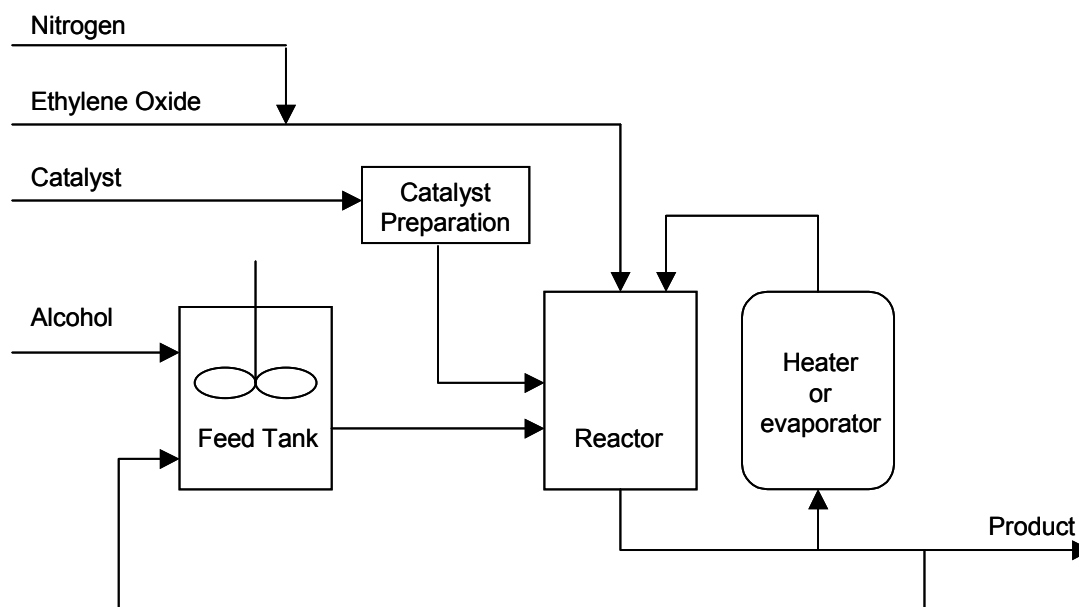 Nitrogen
Ethylene Oxide
Catalyst
Catalyst
Preparation
Alcohol
Feed Tank
Reactor
Heater
or
evaporator
Product